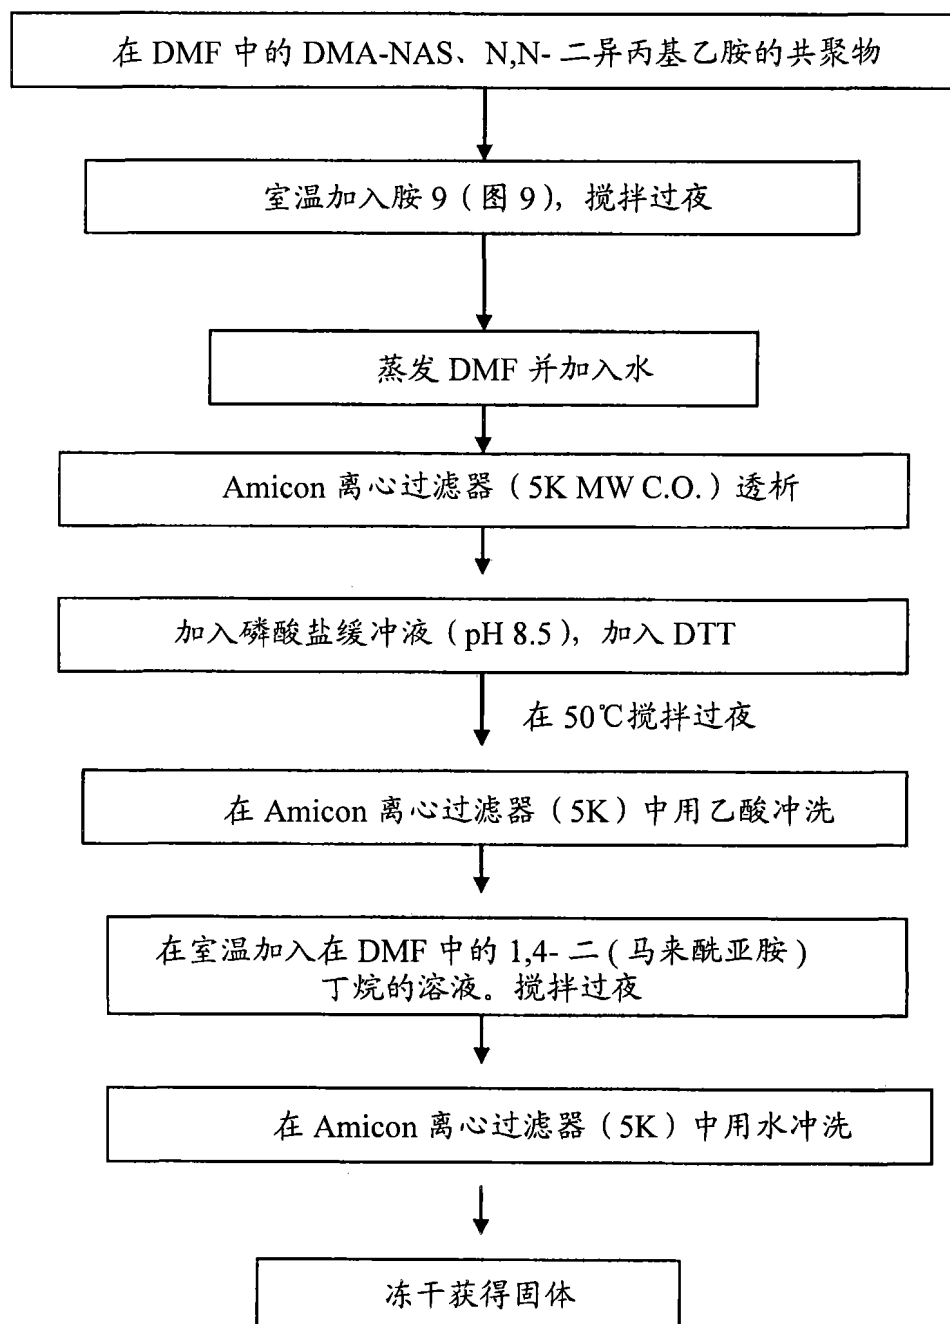 在 DMF 中的 DMA-NAS、N,N- 二异丙基乙胺的共聚物
室温加入胺 9（图 9），搅拌过夜
蒸发 DMF 并加入水
Amicon 离心过滤器（5K MW C.O.）透析
加入磷酸盐缓冲液（pH 8.5），加入 DTT
在 50℃搅拌过夜
在 Amicon 离心过滤器（5K）中用乙酸冲洗
在室温加入在 DMF 中的 1,4- 二 ( 马来酰亚胺 )
丁烷的溶液。搅拌过夜
在 Amicon 离心过滤器（5K）中用水冲洗
冻干获得固体